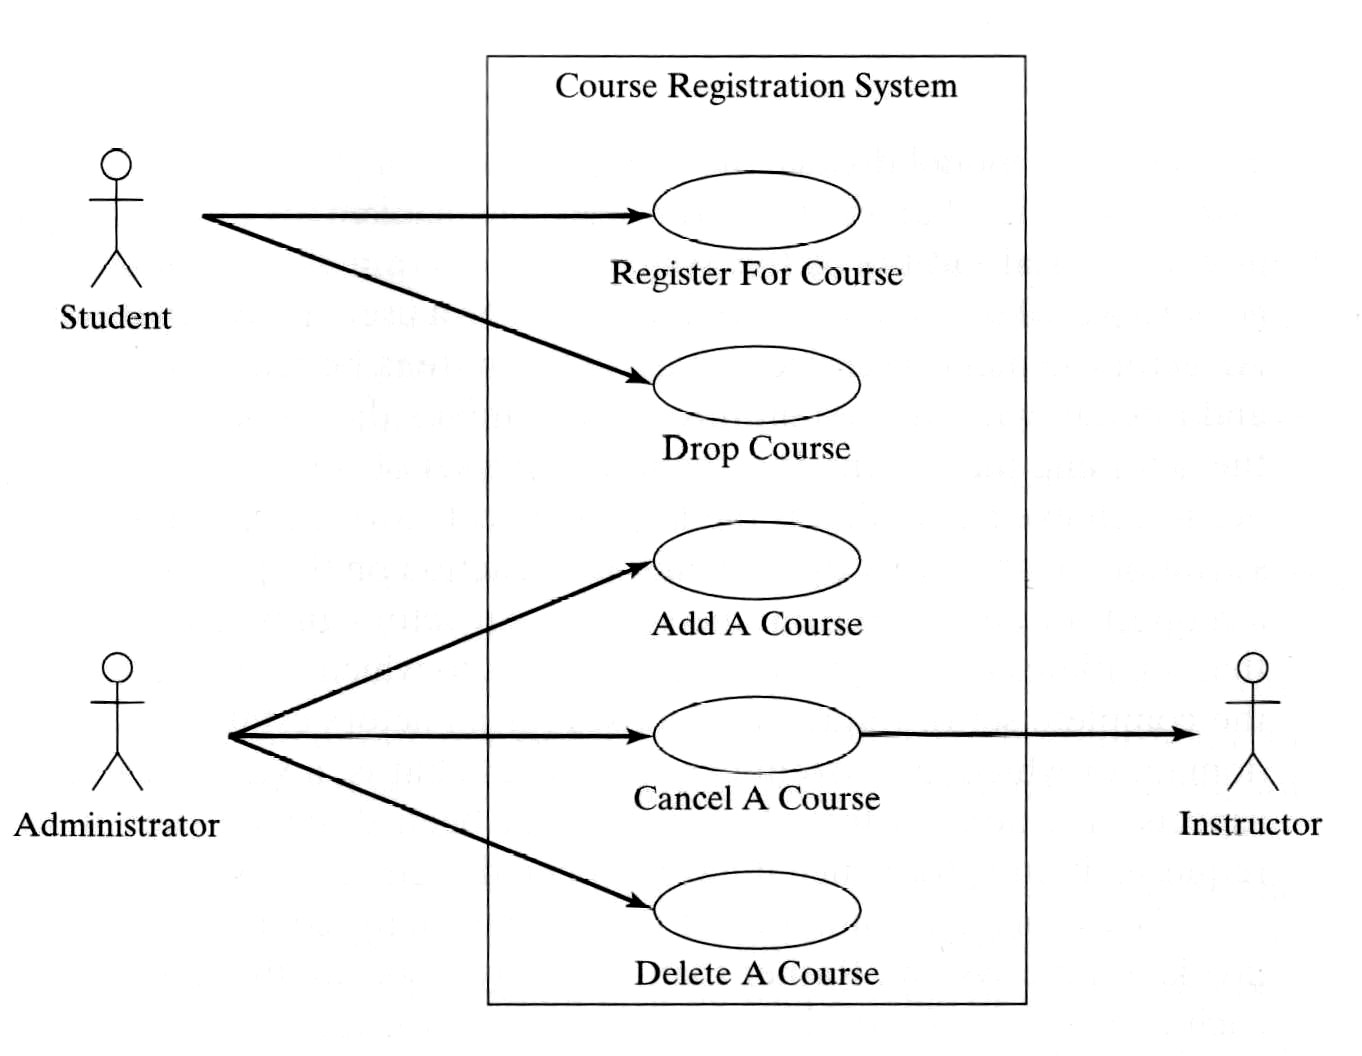 Course Registration System
Student
Register For Course
Drop Course
Add A Course
Administrator
Cancel A Course
Instructor
Delete A Course